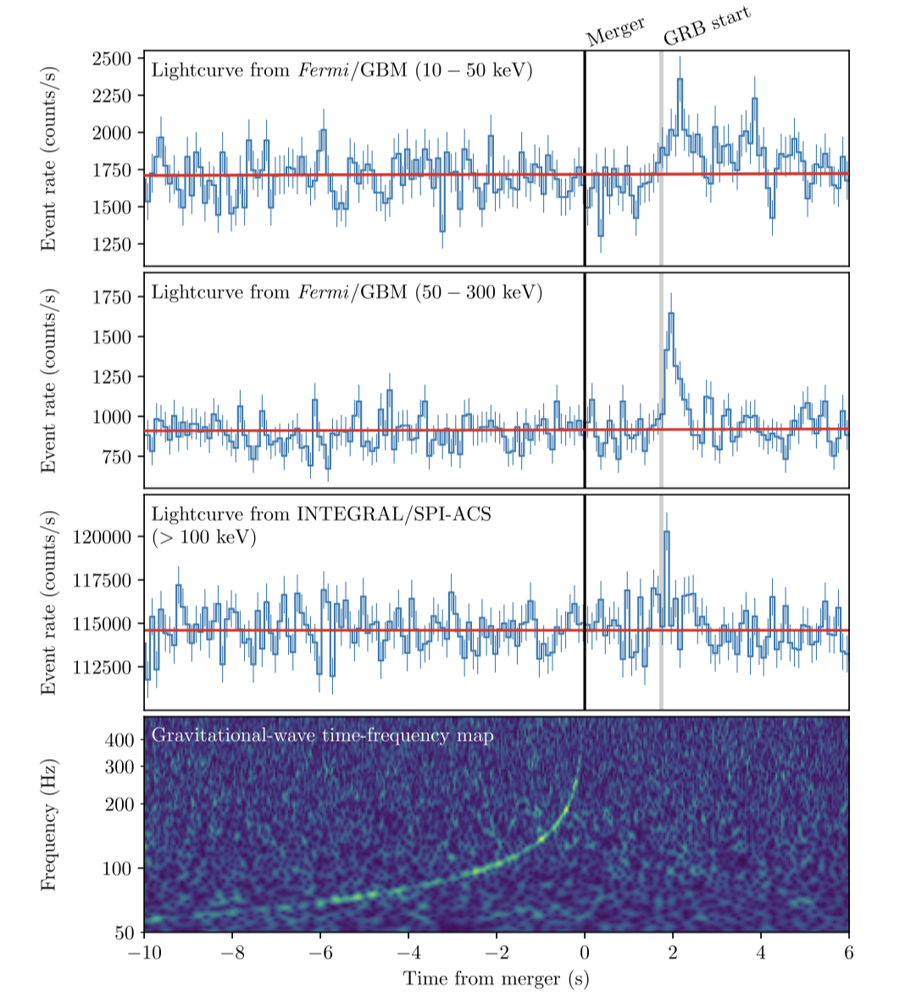 Merger
GRB start
Lightcurve from Fermi/GBM (10 – 50 keV)
Event rate (counts/s)
2500
2250
2000
1750
1500
1250
Lightcurve from Fermi/GBM (50 – 300 keV)
Event rate (counts/s)
1750
1500
1250
1000
750
Lightcurve from INTEGRAL/SPI-ACS
(> 100 keV)
Event rate (counts/s)
120000
117500
115000
112500
Gravitational-wave time-frequency map
Frequency (Hz)
400
300
200
100
50
−10 −8 −6 −4 −2 0 2 4 6
Time from merger (s)